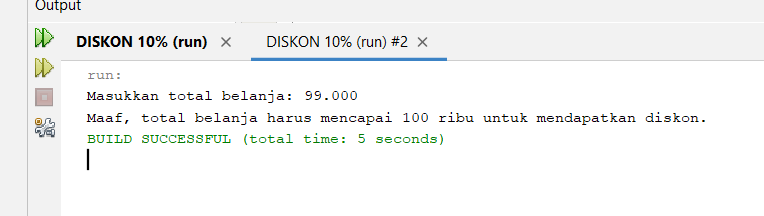 Output
DISKON 10% (run) × DISKON 10% (run) #2 ×
run:
Masukkan total belanja: 99.000
Maaf, total belanja harus mencapai 100 ribu untuk mendapatkan diskon.
BUILD SUCCESSFUL (total time: 5 seconds)